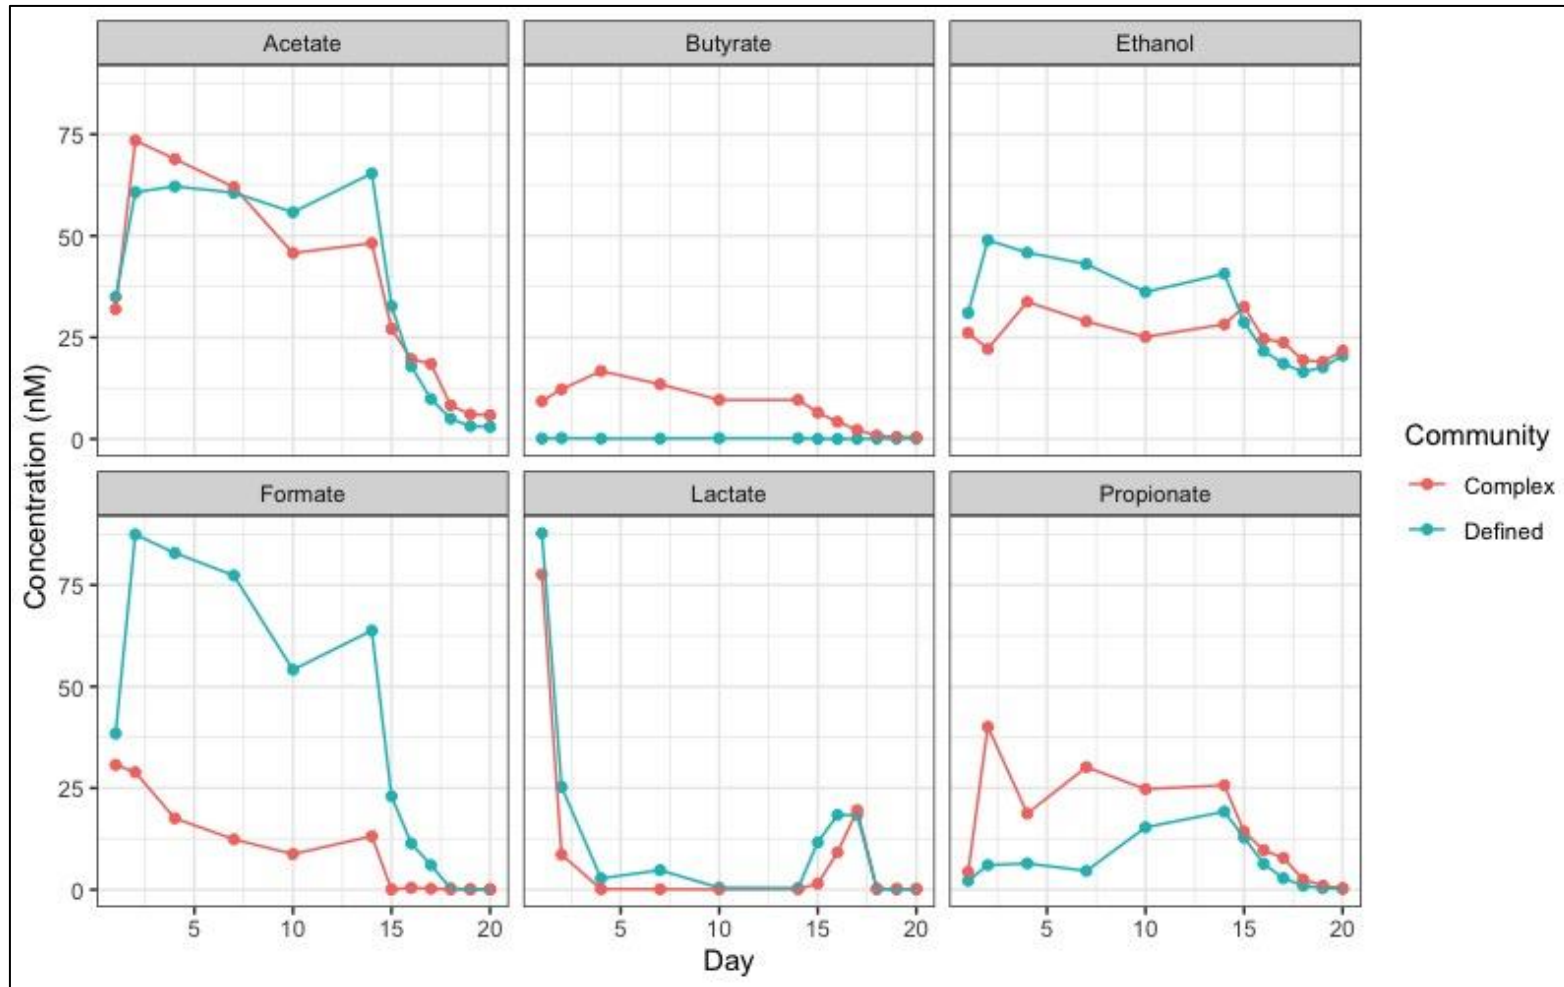 Acetate
Butyrate
Ethanol
75
50
25
0
Formate
Lactate
Propionate
75
50
25
0
5 10 15 20
5 10 15 20
5 10 15 20
Day
Concentration (nM)
Community
Complex
Defined